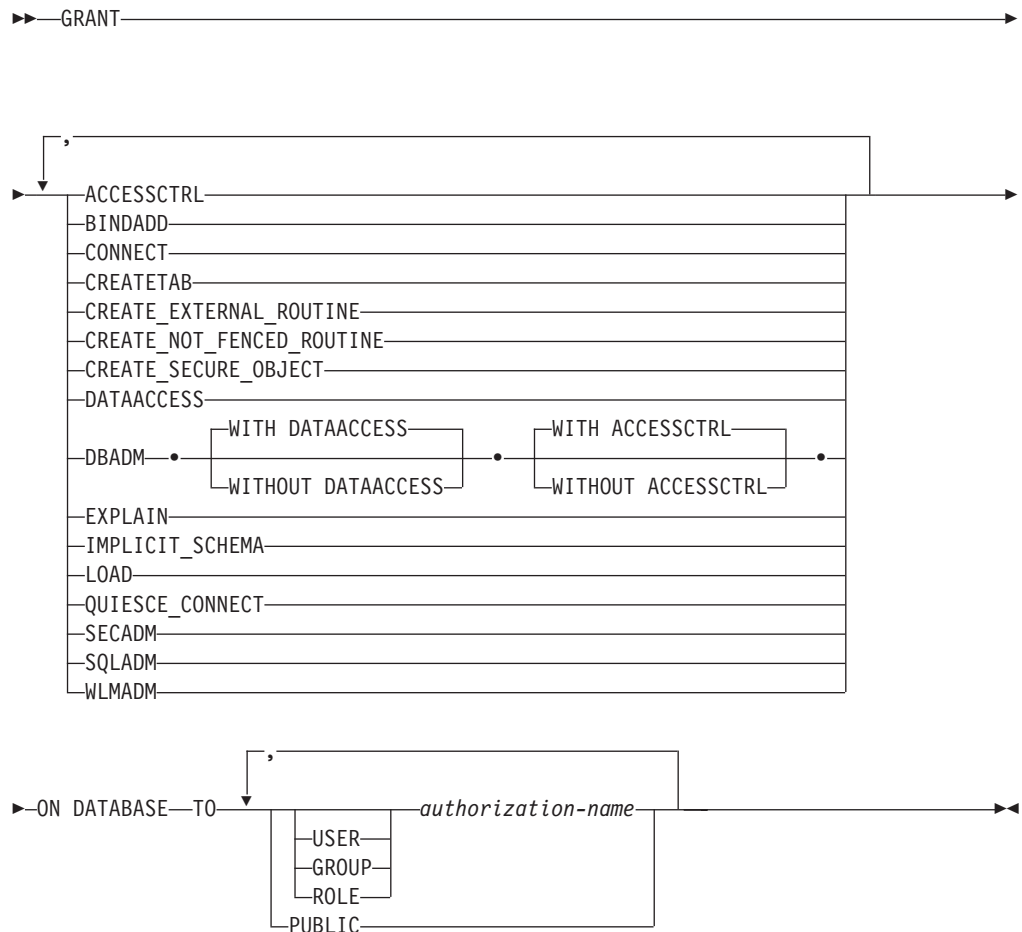 GRANT
,
ACCESSCTRL
BINDADD
CONNECT
CREATETAB
CREATE_EXTERNAL_ROUTINE
CREATE_NOT_FENCED_ROUTINE
CREATE_SECURE_OBJECT
DATAACCESS
WITH DATAACCESS WITH ACCESSCTRL
DBADM • • •
WITHOUT DATAACCESS WITHOUT ACCESSCTRL
EXPLAIN
IMPLICIT_SCHEMA
LOAD
QUIESCE_CONNECT
SECADM
SQLADM
WLMADM
,
ON DATABASE TO authorization-name
USER
GROUP
ROLE
PUBLIC